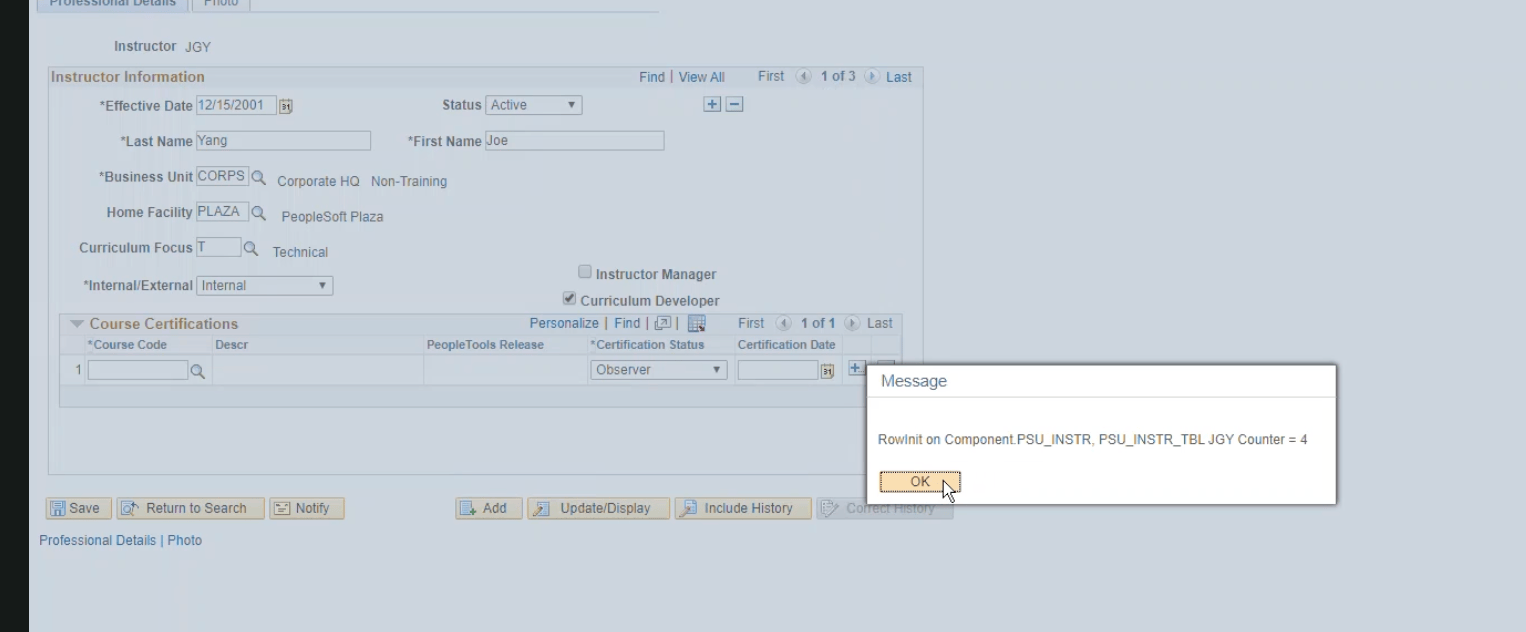 Professional Details Photo
Instructor JGY
Instructor Information Find | View All First 1 of 3 Last
*Effective Date 12/15/2001 31 Status Active
*Last Name Yang *First Name Joe
*Business Unit CORPS Corporate HQ Non-Training
Home Facility PLAZA PeopleSoft Plaza
Curriculum Focus T Technical
Instructor Manager
*Internal/External Internal
Curriculum Developer
Course Certifications Personalize | Find | First 1 of 1 Last
*Course Code Descr PeopleTools Release *Certification Status Certification Date
1 Observer 31
Message
RowInit on Component.PSU_INSTR, PSU_INSTR_TBL JGY Counter = 4
OK
Save Return to Search Notify Add Update/Display Include History Correct History
Professional Details | Photo